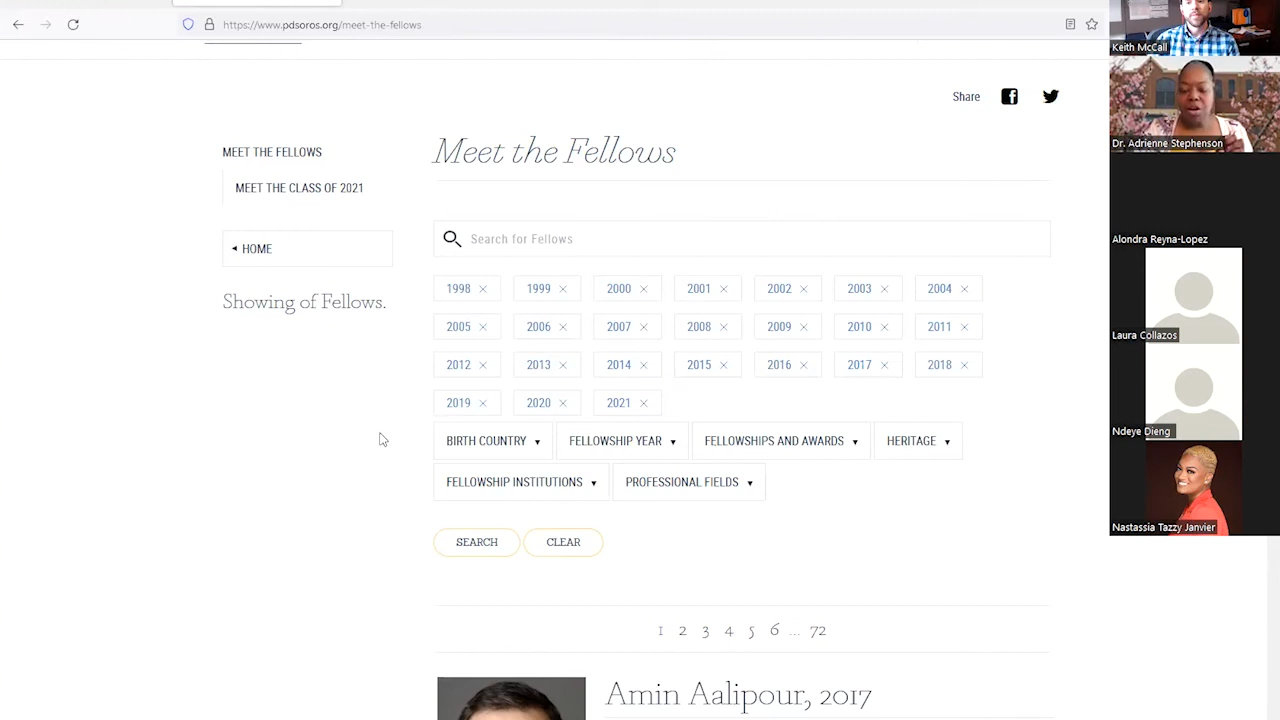 https://www.pdsoros.org/meet-the-fellows
Keith McCall
Dr. Adrienne Stephenson
Alondra Reyna-Lopez
Laura Collazos
Ndeye Dieng
Nastassia Tazzy Janvier
Share
MEET THE FELLOWS
MEET THE CLASS OF 2021
HOME
Showing of Fellows.
Meet the Fellows
Search for Fellows
1998 1999 2000 2001 2002 2003 2004
2005 2006 2007 2008 2009 2010 2011
2012 2013 2014 2015 2016 2017 2018
2019 2020 2021
BIRTH COUNTRY FELLOWSHIP YEAR FELLOWSHIPS AND AWARDS HERITAGE
FELLOWSHIP INSTITUTIONS PROFESSIONAL FIELDS
SEARCH CLEAR
1 2 3 4 5 6 ... 72
Amin Aalipour, 2017